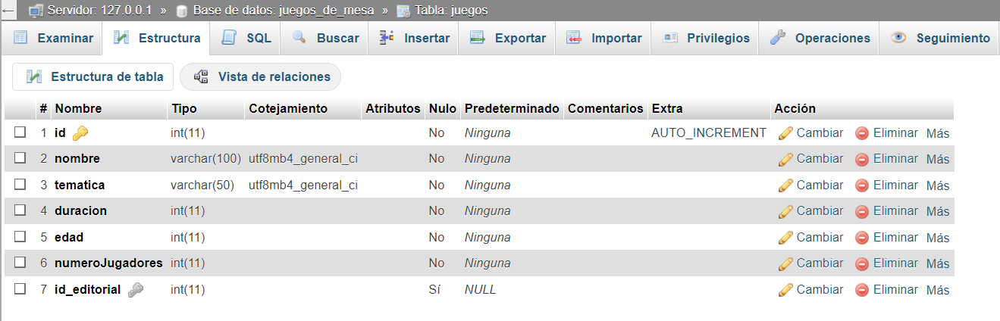 Servidor: 127.0.0.1 » Base de datos: juegos_de_mesa » Tabla: juegos
Examinar Estructura SQL Buscar Insertar Exportar Importar Privilegios Operaciones Seguimiento
Estructura de tabla Vista de relaciones
# Nombre Tipo Cotejamiento Atributos Nulo Predeterminado Comentarios Extra Acción
1 id int(11) No Ninguna AUTO_INCREMENT Cambiar Eliminar Más
2 nombre varchar(100) utf8mb4_general_ci No Ninguna Cambiar Eliminar Más
3 tematica varchar(50) utf8mb4_general_ci No Ninguna Cambiar Eliminar Más
4 duracion int(11) No Ninguna Cambiar Eliminar Más
5 edad int(11) No Ninguna Cambiar Eliminar Más
6 numeroJugadores int(11) No Ninguna Cambiar Eliminar Más
7 id_editorial int(11) Sí NULL Cambiar Eliminar Más